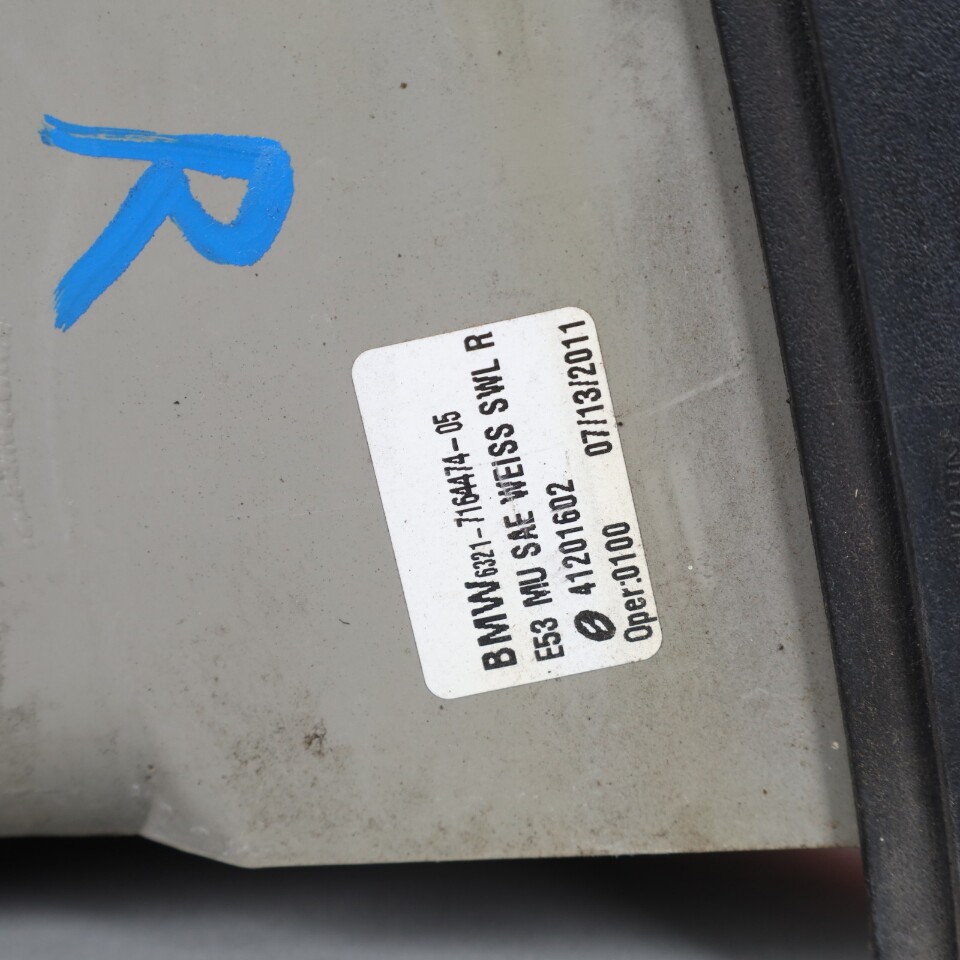 R
BMW 6321-7164474-05
E53 MU SAE WEISS SWL R
41201602 07/13/2011
Oper:0100